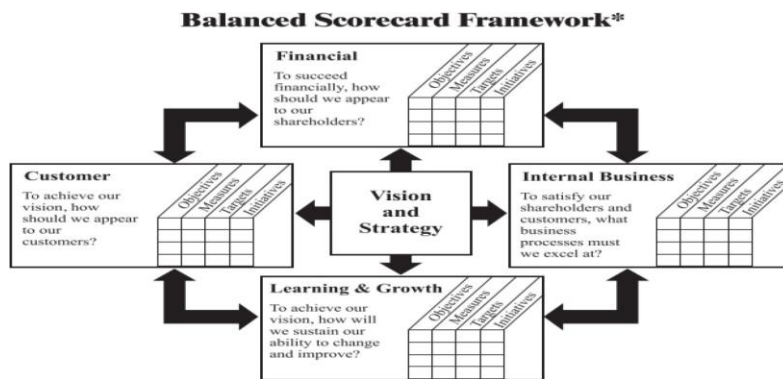 Balanced Scorecard Framework*
Financial
To succeed
financially, how
should we appear
to our
shareholders?
Objectives
Measures
Targets
Initiatives
Customer
To achieve our
vision, how
should we appear
to our
customers?
Objectives
Measures
Targets
Initiatives
Vision
and
Strategy
Internal Business
To satisfy our
shareholders and
customers, what
business
processes must
we excel at?
Objectives
Measures
Targets
Initiatives
Learning & Growth
To achieve our
vision, how will
we sustain our
ability to change
and improve?
Objectives
Measures
Targets
Initiatives